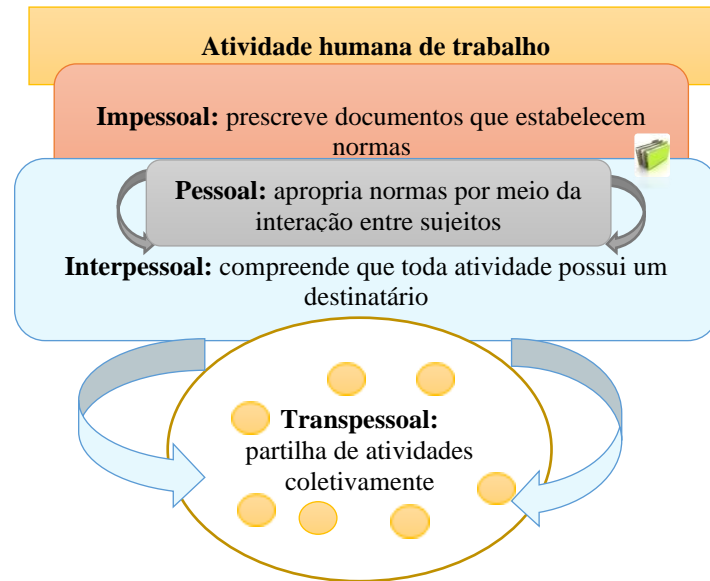 Atividade humana de trabalho
Impessoal: prescreve documentos que estabelecem
normas
Pessoal: apropria normas por meio da
interação entre sujeitos
Interpessoal: compreende que toda atividade possui um
destinatário
Transpessoal:
partilha de atividades
coletivamente